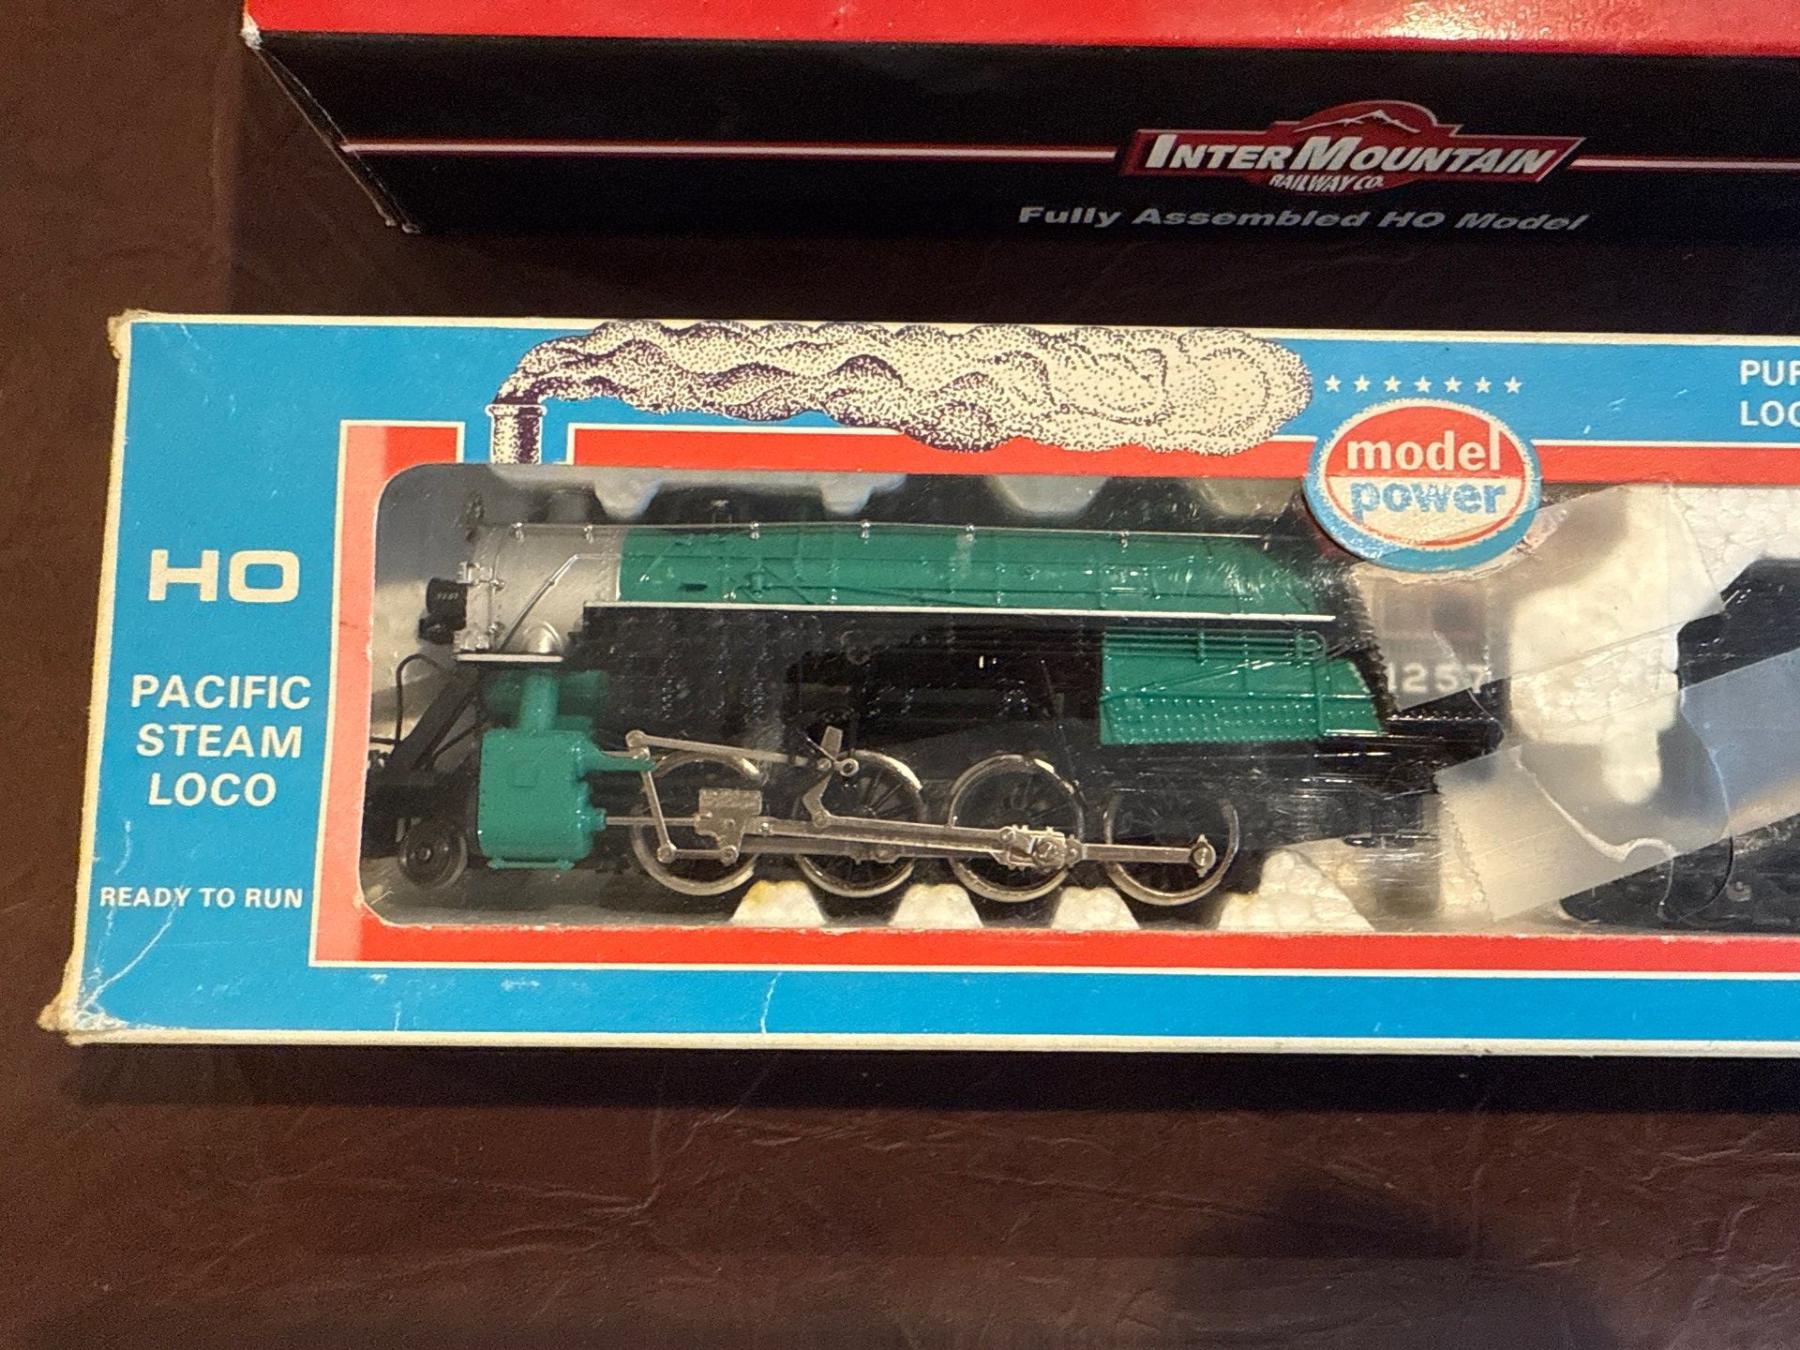 INTERMOUNTAIN
RAILWAY CO.
Fully Assembled HO Model
model
power
HO
PACIFIC
STEAM
LOCO
READY TO RUN
1257